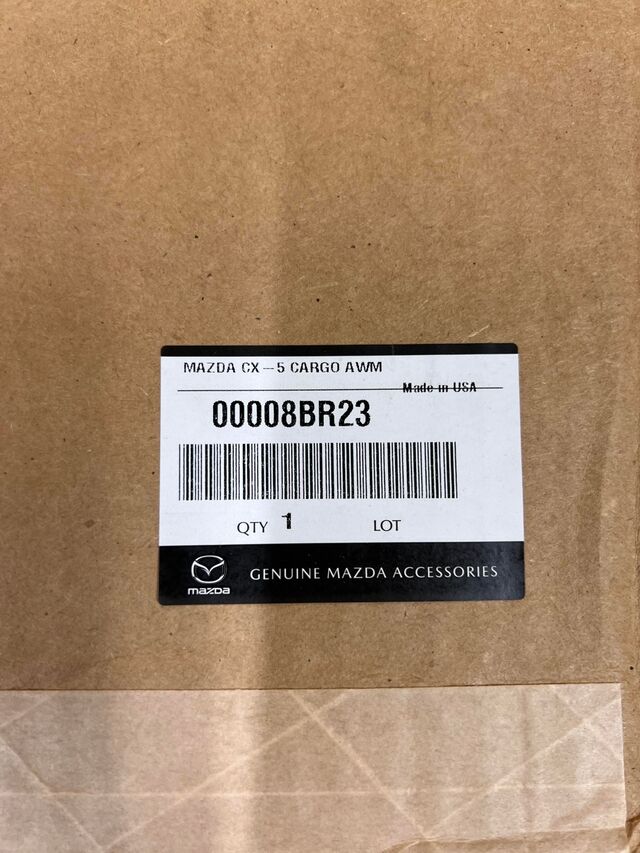 MAZDA CX-5 CARGO AWM
Made in USA
00008BR23
QTY 1 LOT
mazda GENUINE MAZDA ACCESSORIES